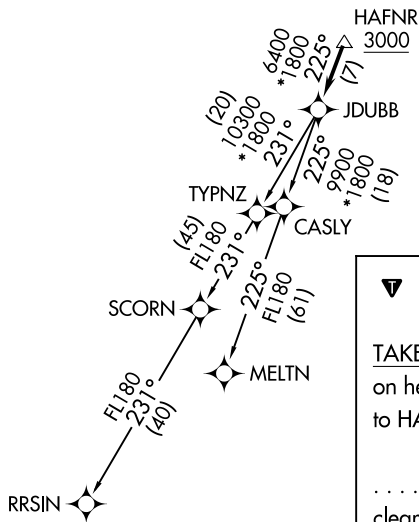 HAFNR
3000
6400
*1800
225°
(7)
JDUBB
(20)
10300
*1800
231°
225°
9900
*1800
(18)
TYPNZ
CASLY
(45)
FL180
231°
225°
FL180
(61)
SCORN
MELTN
FL180
231°
(40)
RRSIN
T
TAKE
on he
to HA
. . . .
clear